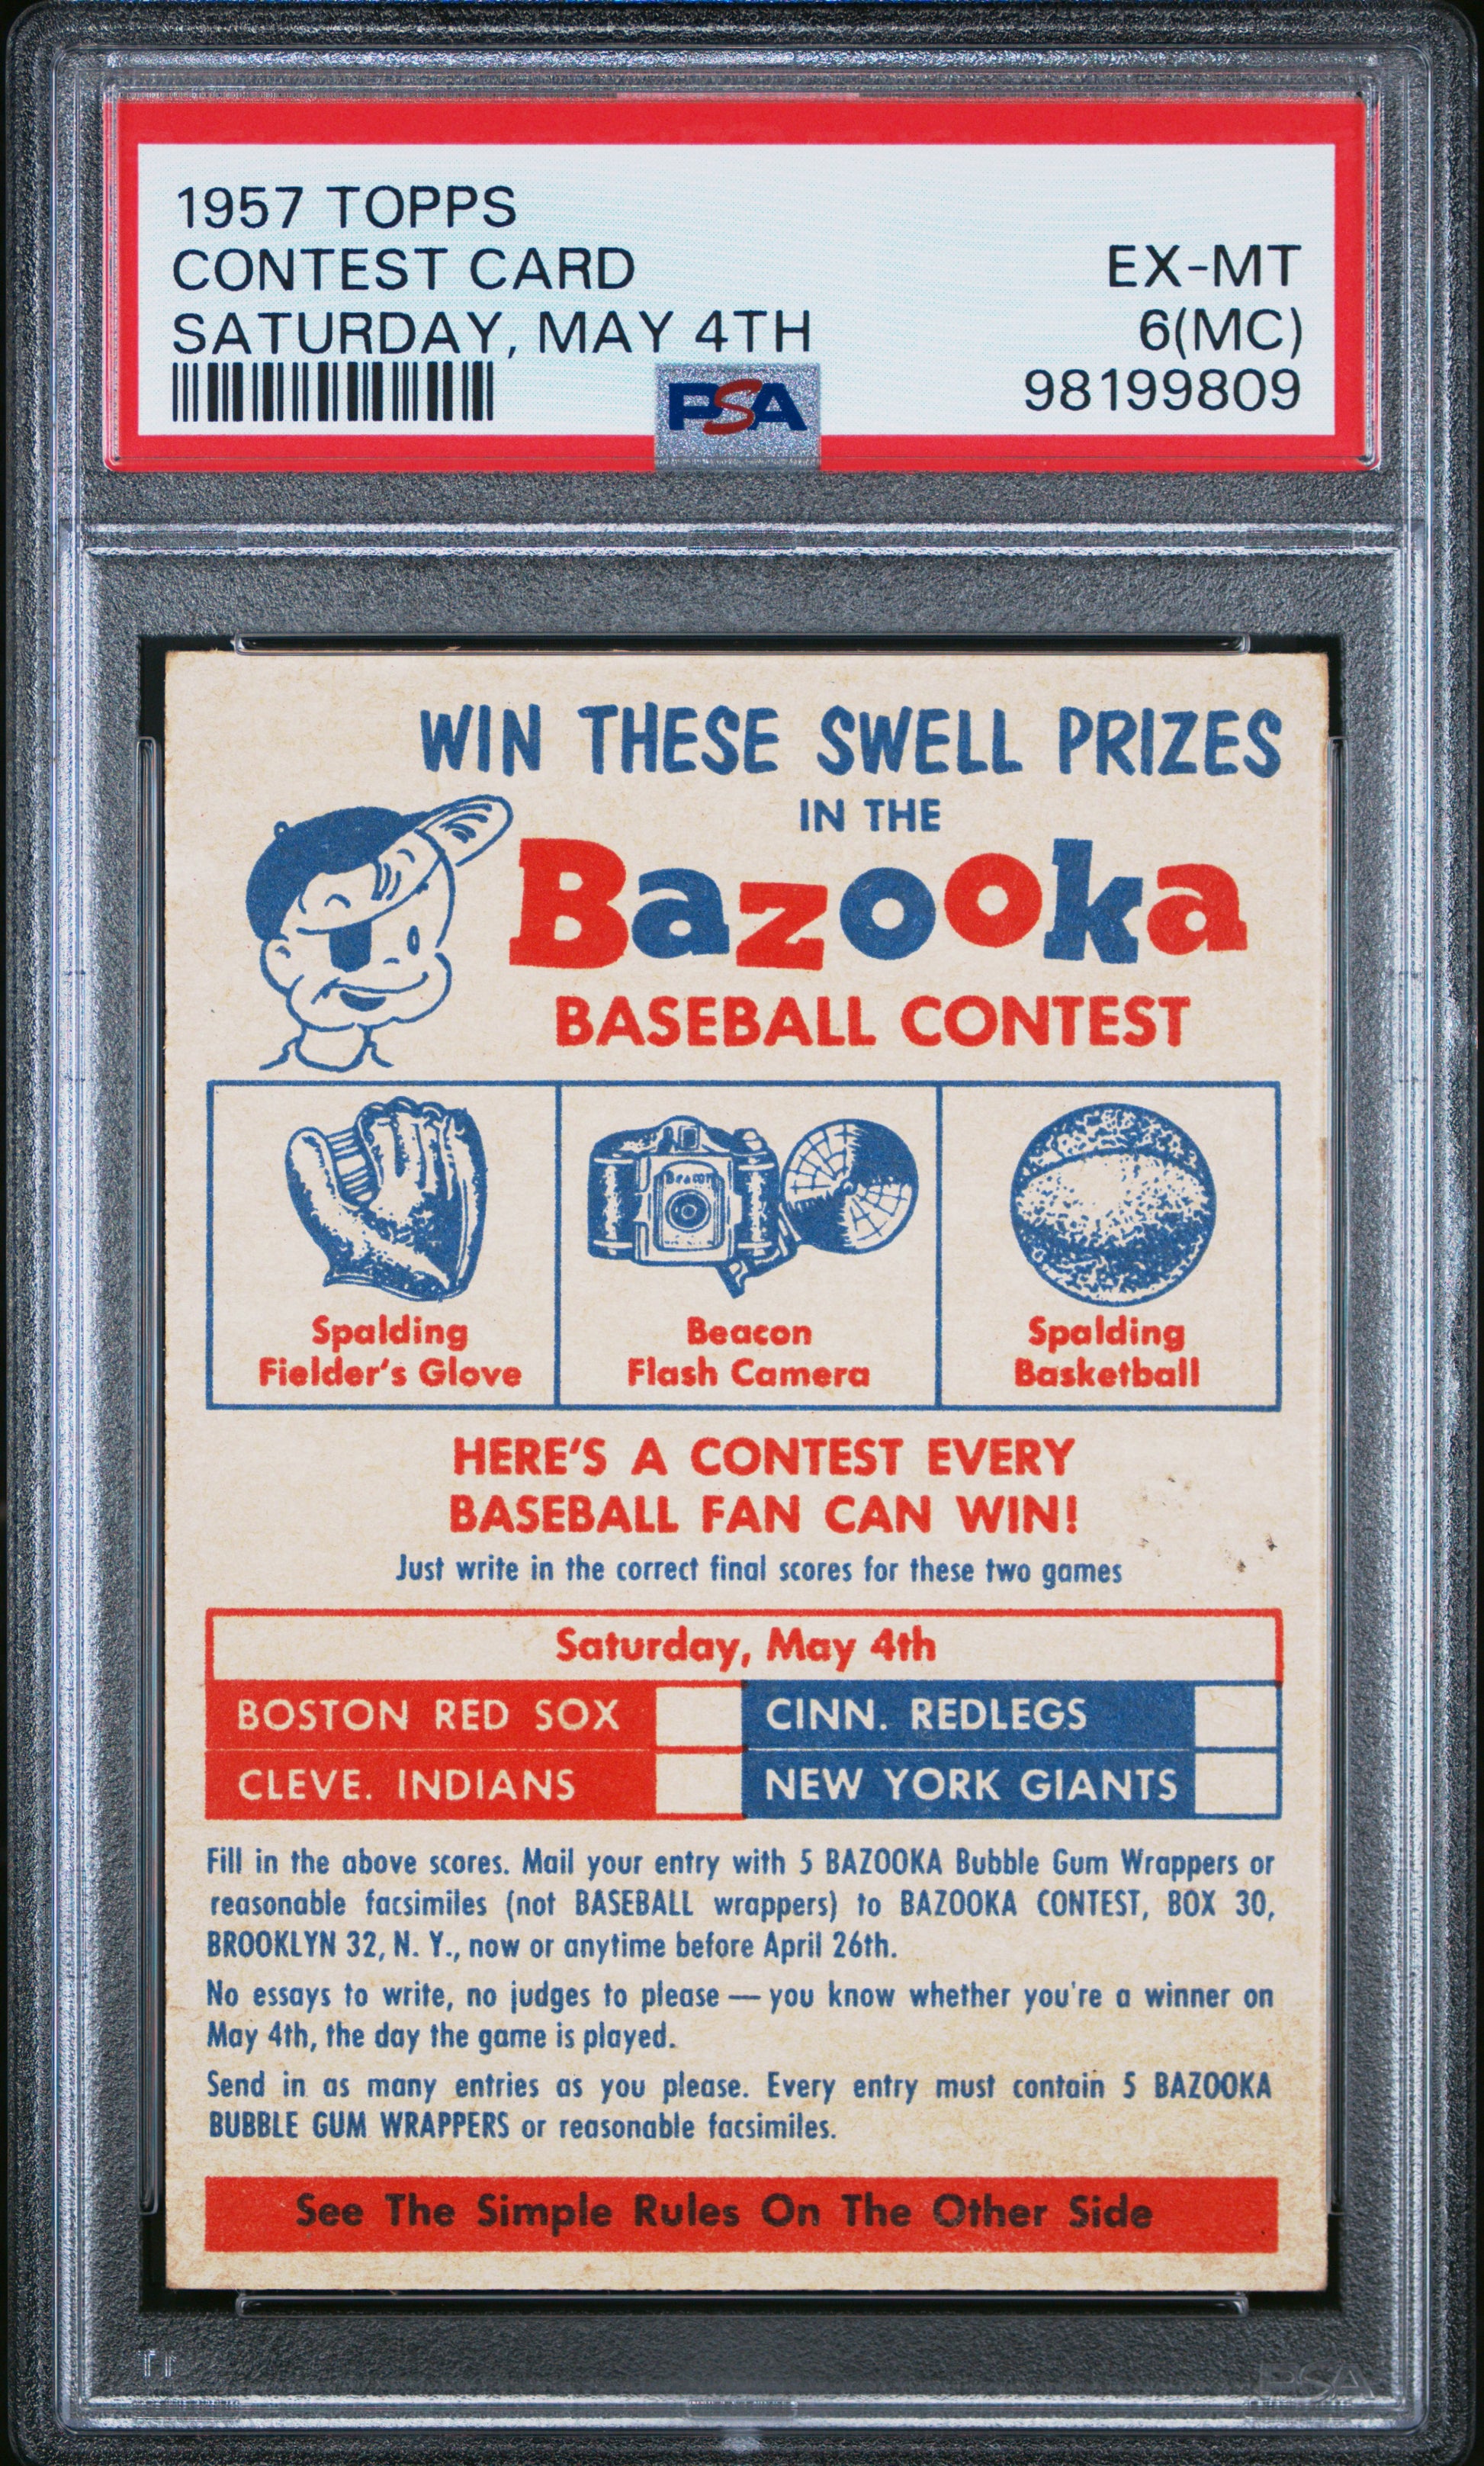 1957 TOPPS
CONTEST CARD
EX-MT
SATURDAY, MAY 4TH
6(MC)
PSA
98199809
WIN THESE SWELL PRIZES
IN THE
Bazooka
BASEBALL CONTEST
Beacon
Spalding
Fielder's Glove
Beacon
Flash Camera
Spalding
Basketball
HERE'S A CONTEST EVERY
BASEBALL FAN CAN WIN!
Just write in the correct final scores for these two games
Saturday, May 4th
BOSTON RED SOX
CINN. REDLEGS
CLEVE. INDIANS
NEW YORK GIANTS
Fill in the above scores. Mail your entry with 5 BAZOOKA Bubble Gum Wrappers or
reasonable facsimiles (not BASEBALL wrappers) to BAZOOKA CONTEST, BOX 30,
BROOKLYN 32, N. Y., now or anytime before April 26th.
No essays to write, no judges to please — you know whether you're a winner on
May 4th, the day the game is played.
Send in as many entries as you please. Every entry must contain 5 BAZOOKA
BUBBLE GUM WRAPPERS or reasonable facsimiles.
See The Simple Rules On The Other Side
PSA